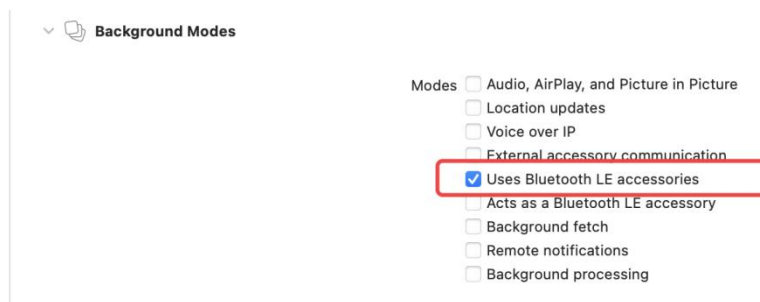 Background Modes
Modes Audio, AirPlay, and Picture in Picture
Location updates
Voice over IP
External accessory communication
Uses Bluetooth LE accessories
Acts as a Bluetooth LE accessory
Background fetch
Remote notifications
Background processing